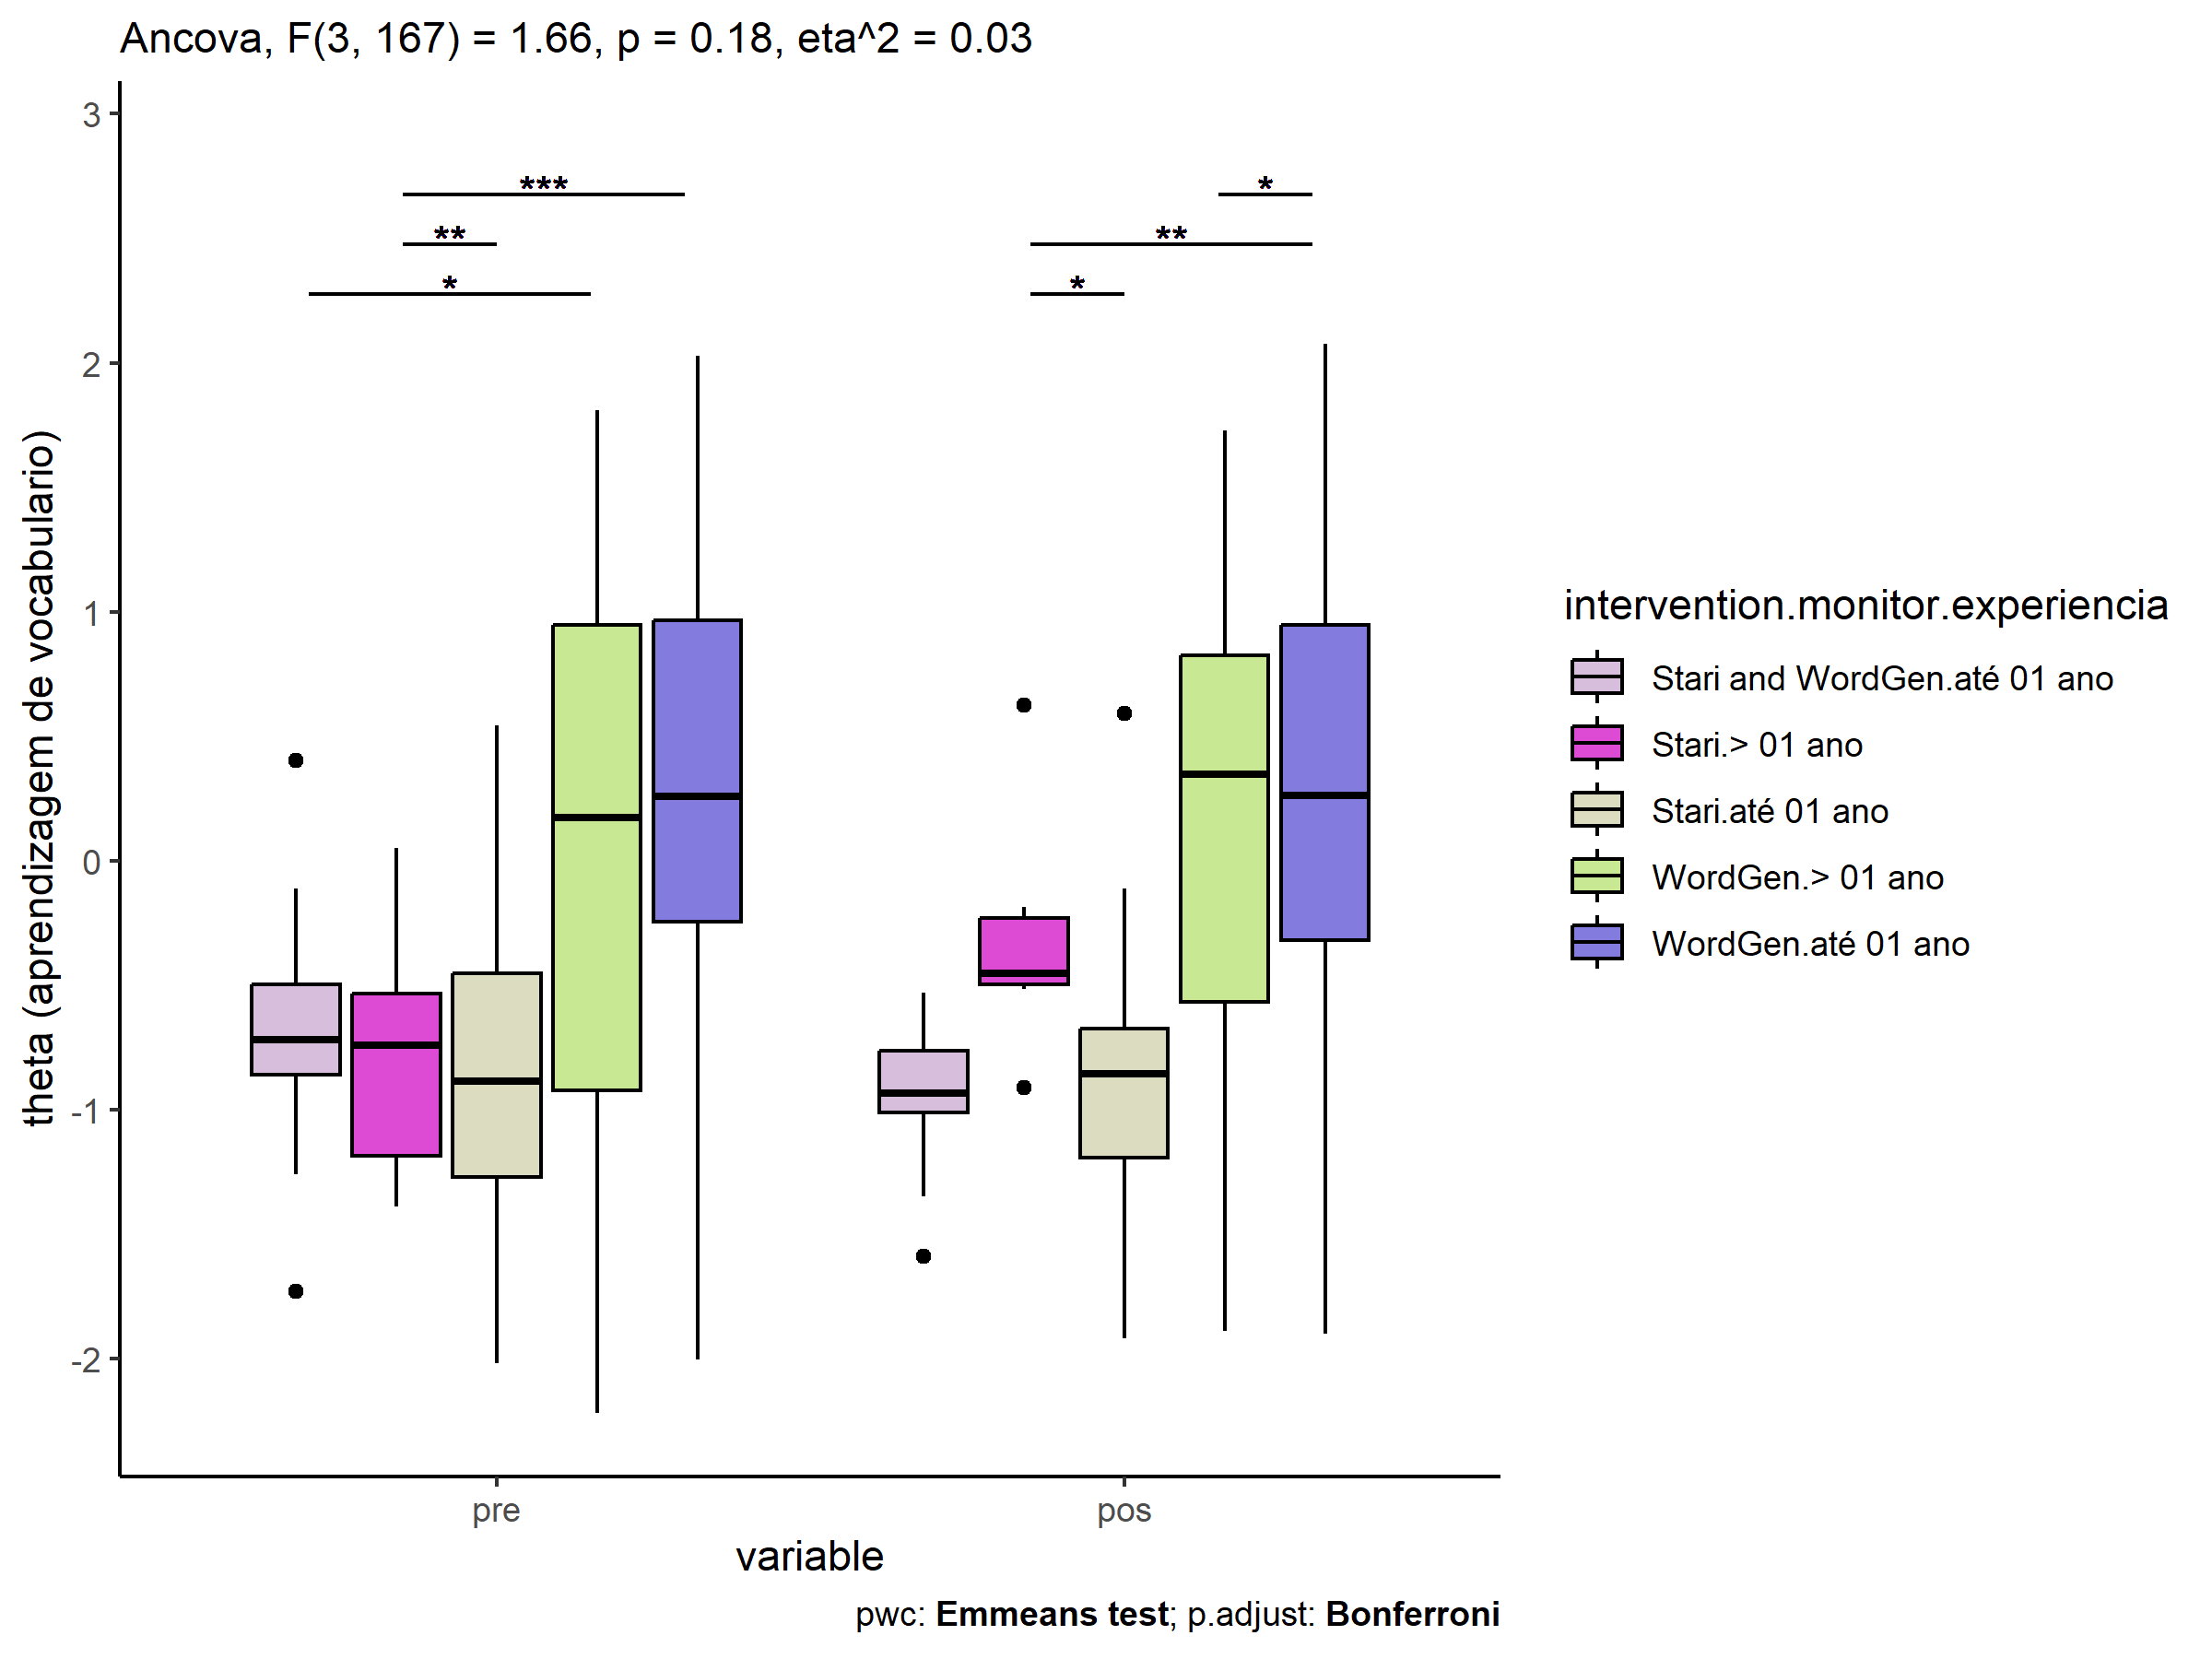 Ancova, F(3, 167) = 1.66, p = 0.18, eta^2 = 0.03
theta (aprendizagem de vocabulario)
3
2
1
0
-1
-2
***
**
*
*
**
*
pre
pos
variable
pwc: Emmeans test; p.adjust: Bonferroni
intervention.monitor.experiencia
Stari and WordGen.até 01 ano
Stari.> 01 ano
Stari.até 01 ano
WordGen.> 01 ano
WordGen.até 01 ano